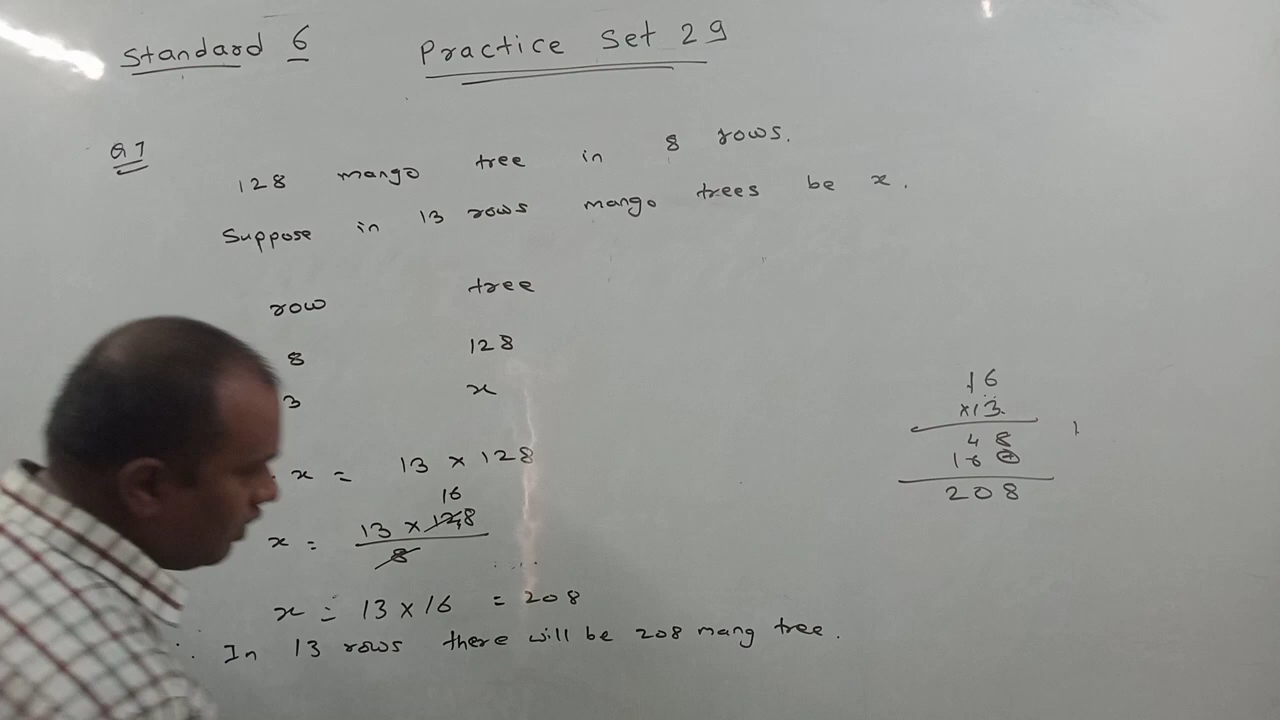 Standard 6 Practice Set 29
Q1
128 mango tree in 8 rows.
Suppose in 13 rows mango trees be x.
row tree
8 128
3 x
x = 13 × 128
16
x = 13 × 128
8
x = 13 × 16 = 208
∴ In 13 rows there will be 208 mang tree.
16
×13
48
16
208